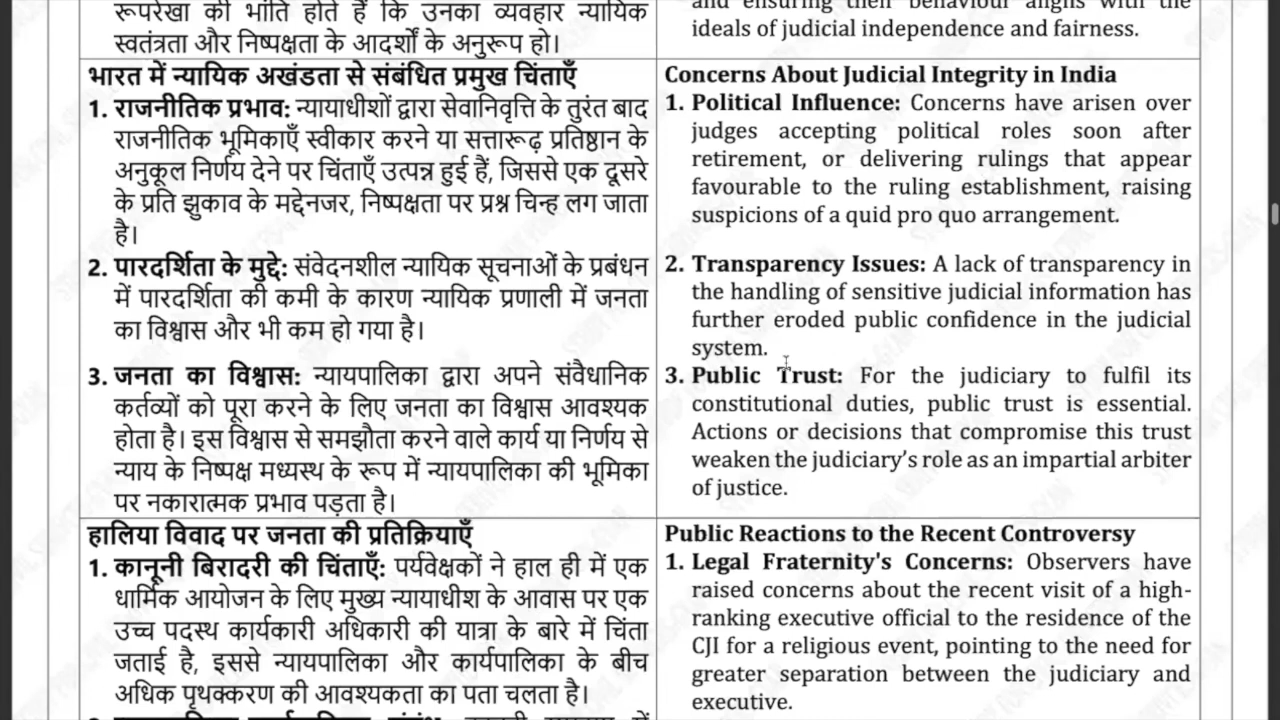 रूपरेखा की भांति होते हैं कि उनका व्यवहार न्यायिक
स्वतंत्रता और निष्पक्षता के आदर्शों के अनुरूप हो।
भारत में न्यायिक अखंडता से संबंधित प्रमुख चिंताएँ
1. राजनीतिक प्रभाव: न्यायाधीशों द्वारा सेवानिवृत्ति के तुरंत बाद
राजनीतिक भूमिकाएँ स्वीकार करने या सत्तारूढ़ प्रतिष्ठान के
अनुकूल निर्णय देने पर चिंताएँ उत्पन्न हुई हैं, जिससे एक दूसरे
के प्रति झुकाव के मद्देनजर, निष्पक्षता पर प्रश्न चिन्ह लग जाता
है।
2. पारदर्शिता के मुद्दे: संवेदनशील न्यायिक सूचनाओं के प्रबंधन
में पारदर्शिता की कमी के कारण न्यायिक प्रणाली में जनता
का विश्वास और भी कम हो गया है।
3. जनता का विश्वास: न्यायपालिका द्वारा अपने संवैधानिक
कर्तव्यों को पूरा करने के लिए जनता का विश्वास आवश्यक
होता है। इस विश्वास से समझौता करने वाले कार्य या निर्णय से
न्याय के निष्पक्ष मध्यस्थ के रूप में न्यायपालिका की भूमिका
पर नकारात्मक प्रभाव पड़ता है।
हालिया विवाद पर जनता की प्रतिक्रियाएँ
1. कानूनी बिरादरी की चिंताएँ: पर्यवेक्षकों ने हाल ही में एक
धार्मिक आयोजन के लिए मुख्य न्यायाधीश के आवास पर एक
उच्च पदस्थ कार्यकारी अधिकारी की यात्रा के बारे में चिंता
जताई है, इससे न्यायपालिका और कार्यपालिका के बीच
अधिक पृथक्करण की आवश्यकता का पता चलता है।
and ensuring their behaviour aligns with the
ideals of judicial independence and fairness.
Concerns About Judicial Integrity in India
1. Political Influence: Concerns have arisen over
judges accepting political roles soon after
retirement, or delivering rulings that appear
favourable to the ruling establishment, raising
suspicions of a quid pro quo arrangement.
2. Transparency Issues: A lack of transparency in
the handling of sensitive judicial information has
further eroded public confidence in the judicial
system.
3. Public Trust: For the judiciary to fulfil its
constitutional duties, public trust is essential.
Actions or decisions that compromise this trust
weaken the judiciary's role as an impartial arbiter
of justice.
Public Reactions to the Recent Controversy
1. Legal Fraternity's Concerns: Observers have
raised concerns about the recent visit of a high-
ranking executive official to the residence of the
CJI for a religious event, pointing to the need for
greater separation between the judiciary and
executive.